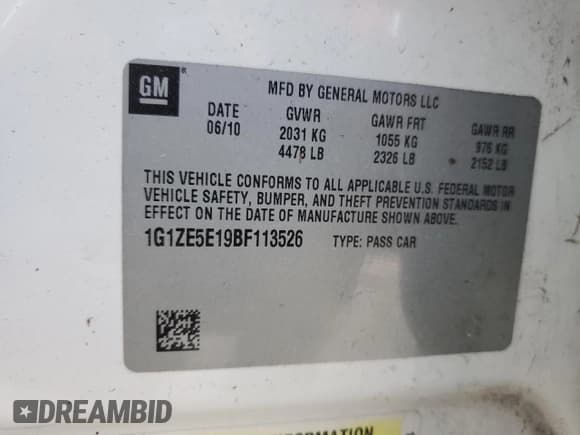 GM
®
MFD BY GENERAL MOTORS LLC
DATE GVWR GAWR FRT GAWR RR
06/10 2031 KG 1055 KG 976 KG
4478 LB 2326 LB 2152 LB
THIS VEHICLE CONFORMS TO ALL APPLICABLE U.S. FEDERAL MOTOR
VEHICLE SAFETY, BUMPER, AND THEFT PREVENTION STANDARDS IN
EFFECT ON THE DATE OF MANUFACTURE SHOWN ABOVE.
1G1ZE5E19BF113526 TYPE: PASS CAR
DREAMBID